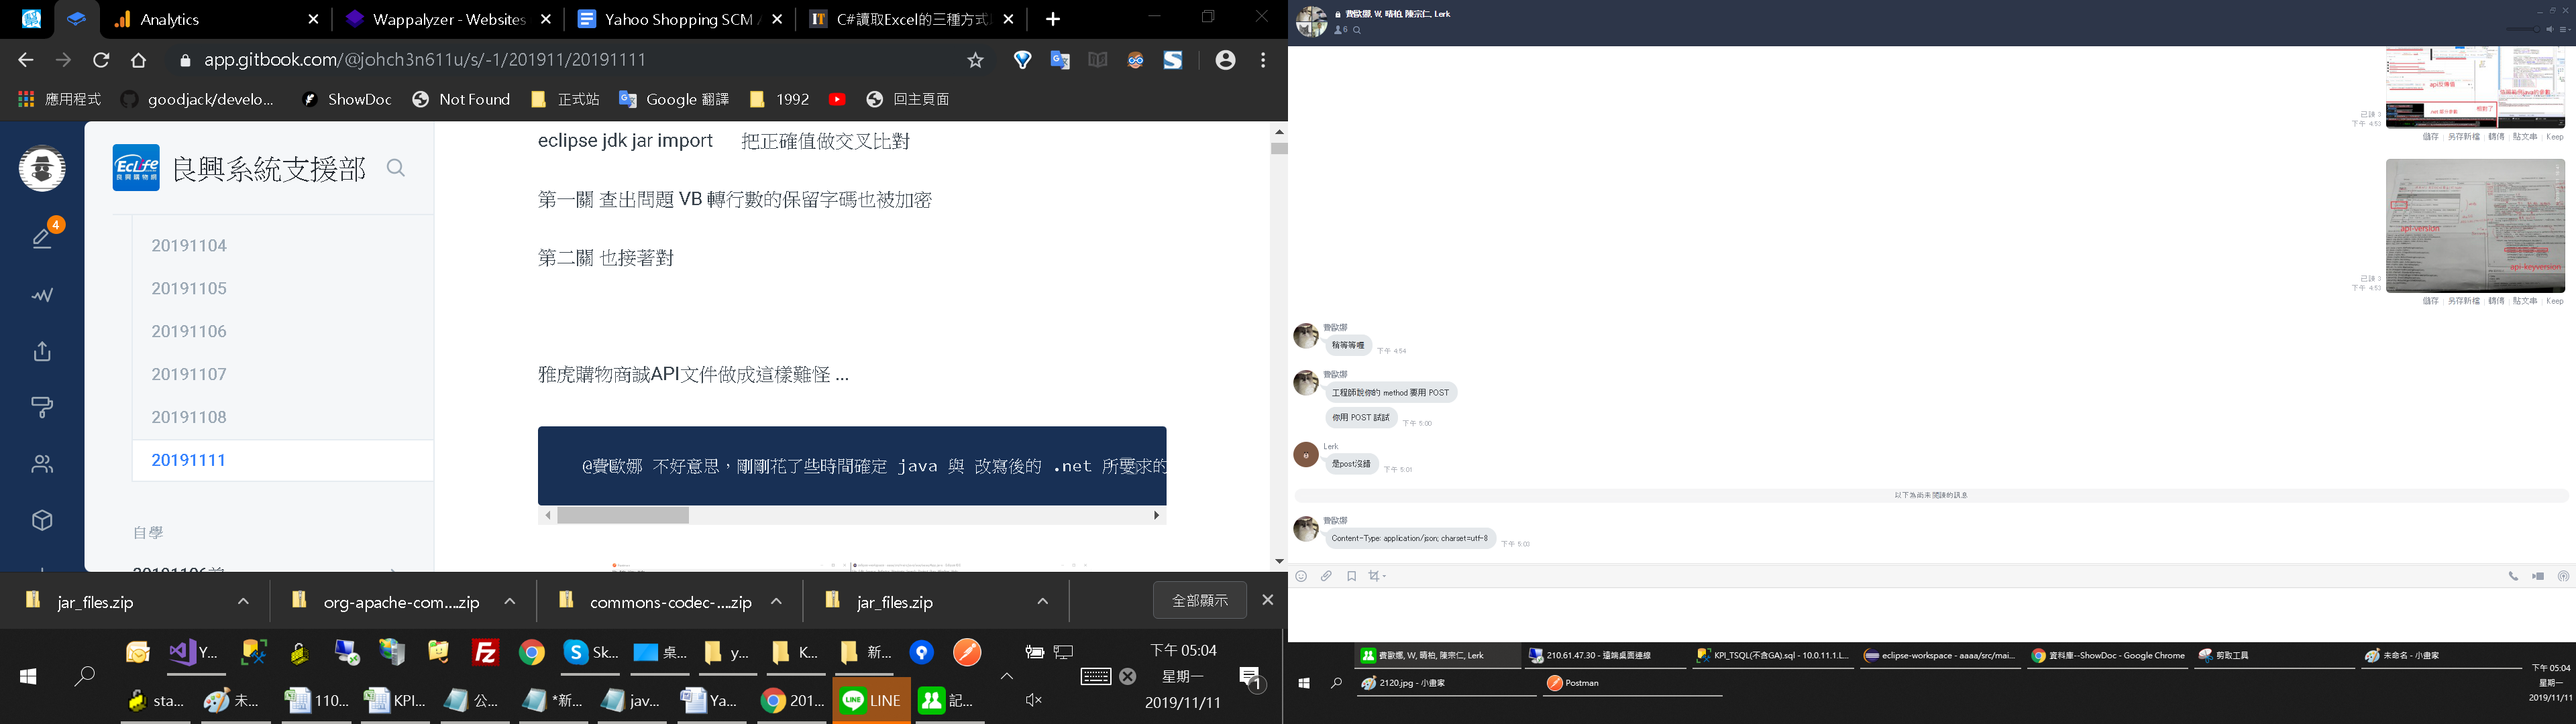 Analytics
Wappalyzer - Websites
Yahoo Shopping SCM
C#讀取Excel的三種方式
app.gitbook.com/@johch3n611u/s/-1/201911/20191111
應用程式
goodjack/develo...
ShowDoc
Not Found
正式站
Google 翻譯
1992
回主頁面
4
EcLife
良興購物網
良興系統支援部
20191104
20191105
20191106
20191107
20191108
20191111
自學
eclipse jdk jar import 把正確值做交叉比對
第一關 查出問題 VB 轉行數的保留字碼也被加密
第二關 也接著對
雅虎購物商誠API文件做成這樣難怪 ...
@費歐娜 不好意思，剛剛花了些時間確定 java 與 改寫後的 .net 所要求的
jar_files.zip
org-apache-com....zip
commons-codec-....zip
jar_files.zip
全部顯示
Y...
Sk...
桌...
y...
K...
新...
下午 05:04
星期一
2019/11/11
1
sta...
未...
110...
KPI...
公...
*新...
jav...
Ya...
201...
LINE
記...
費歐娜, W, 晴柏, 陳宗仁, Lerk
6
已讀 3
下午 4:53
儲存 | 另存新檔 | 轉傳 | 貼文串 | Keep
api-version
api-keyversion
已讀 3
下午 4:53
儲存 | 另存新檔 | 轉傳 | 貼文串 | Keep
費歐娜
稍等等喔
下午 4:54
費歐娜
工程師說你的 method 要用 POST
你用 POST 試試
下午 5:00
Lerk
是post沒錯
下午 5:01
以下為尚未閱讀的訊息
費歐娜
Content-Type: application/json; charset=utf-8
下午 5:03
費歐娜, W, 晴柏, 陳宗仁, Lerk
210.61.47.30 - 遠端桌面連線
KPI_TSQL(不含GA).sql - 10.0.11.1.L...
eclipse-workspace - aaaa/src/mai...
資料庫--ShowDoc - Google Chrome
剪取工具
未命名 - 小畫家
2120.jpg - 小畫家
Postman
下午 05:04
星期一
2019/11/11